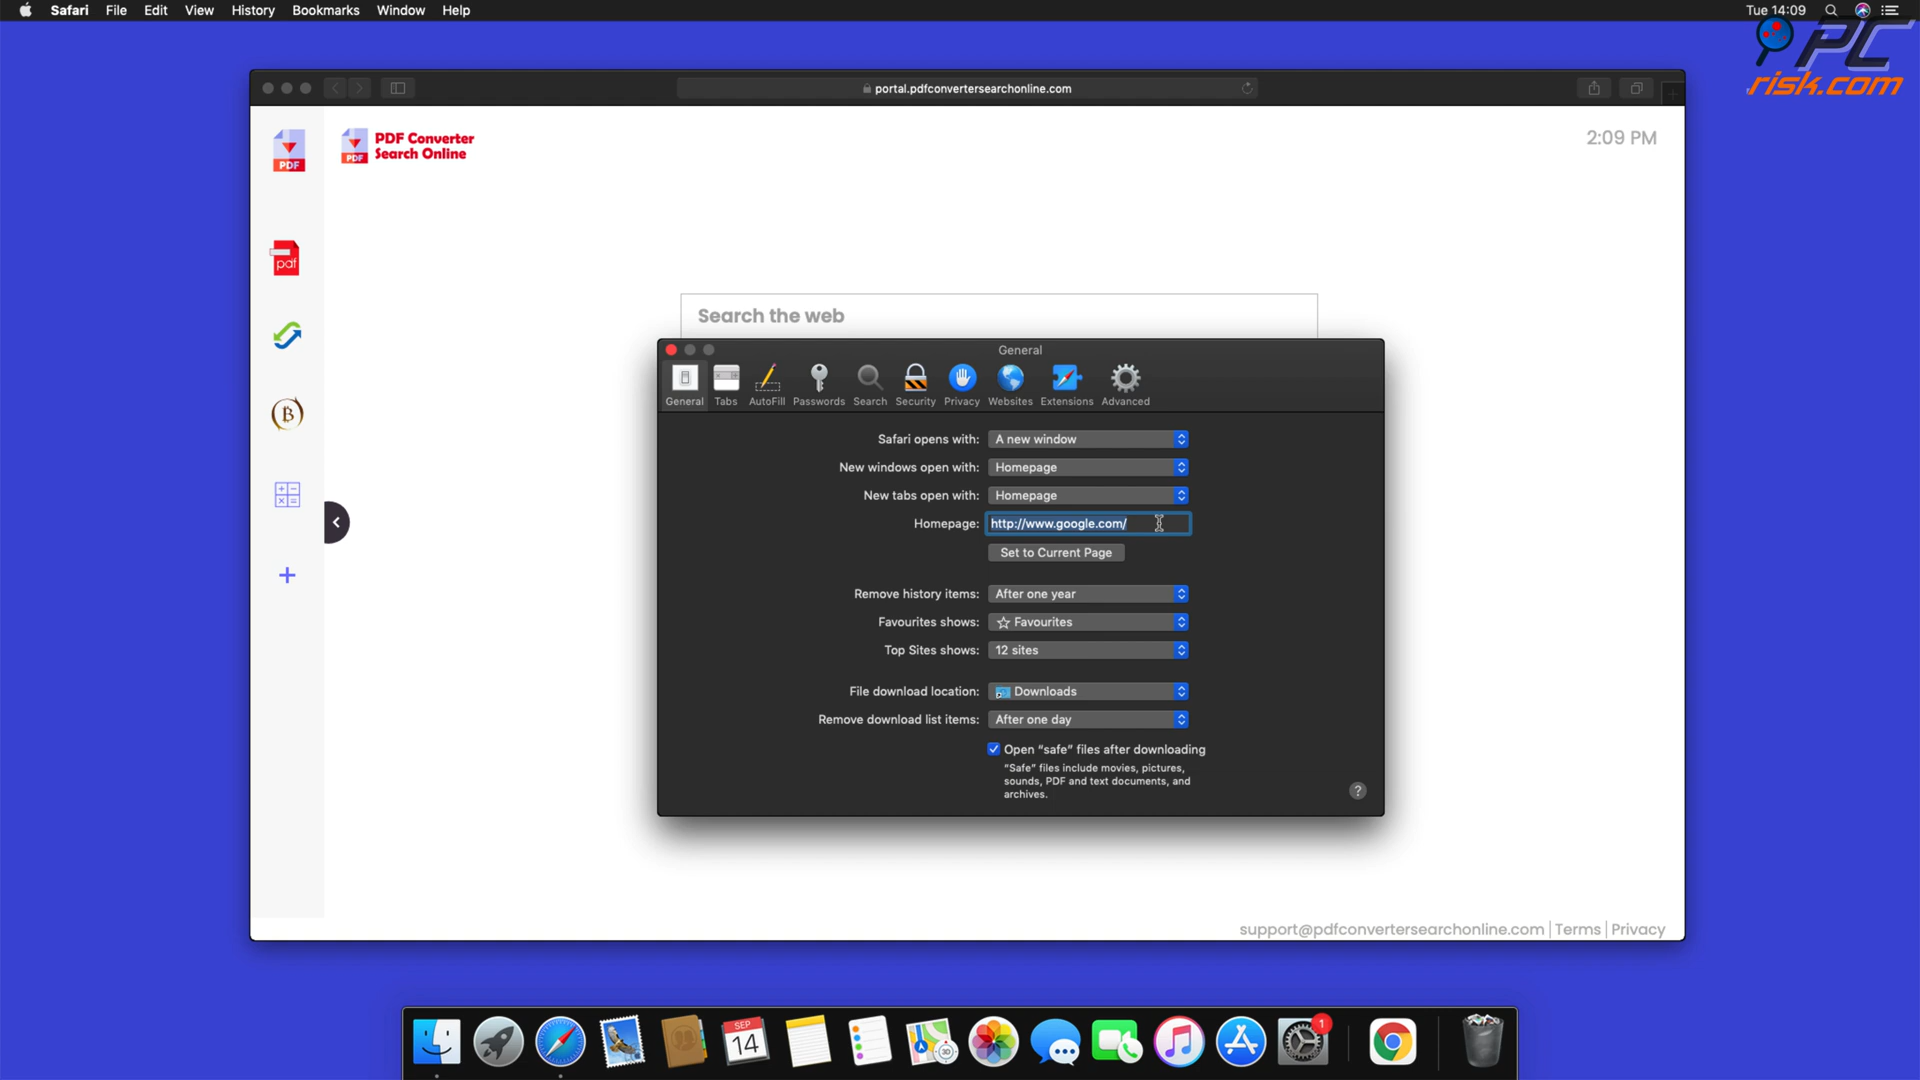 Safari File Edit View History Bookmarks Window Help
Tue 14:09
PC
risk.com
portal.pdfconvertersearchonline.com
PDF
PDF
PDF Converter
Search Online
2:09 PM
pdf
Search the web
General
General Tabs AutoFill Passwords Search Security Privacy Websites Extensions Advanced
Safari opens with: A new window
New windows open with: Homepage
New tabs open with: Homepage
Homepage: http://www.google.com/
Set to Current Page
Remove history items: After one year
Favourites shows: Favourites
Top Sites shows: 12 sites
File download location: Downloads
Remove download list items: After one day
Open “safe” files after downloading
“Safe” files include movies, pictures,
sounds, PDF and text documents, and
archives.
?
support@pdfconvertersearchonline.com | Terms | Privacy
SEP
14
1